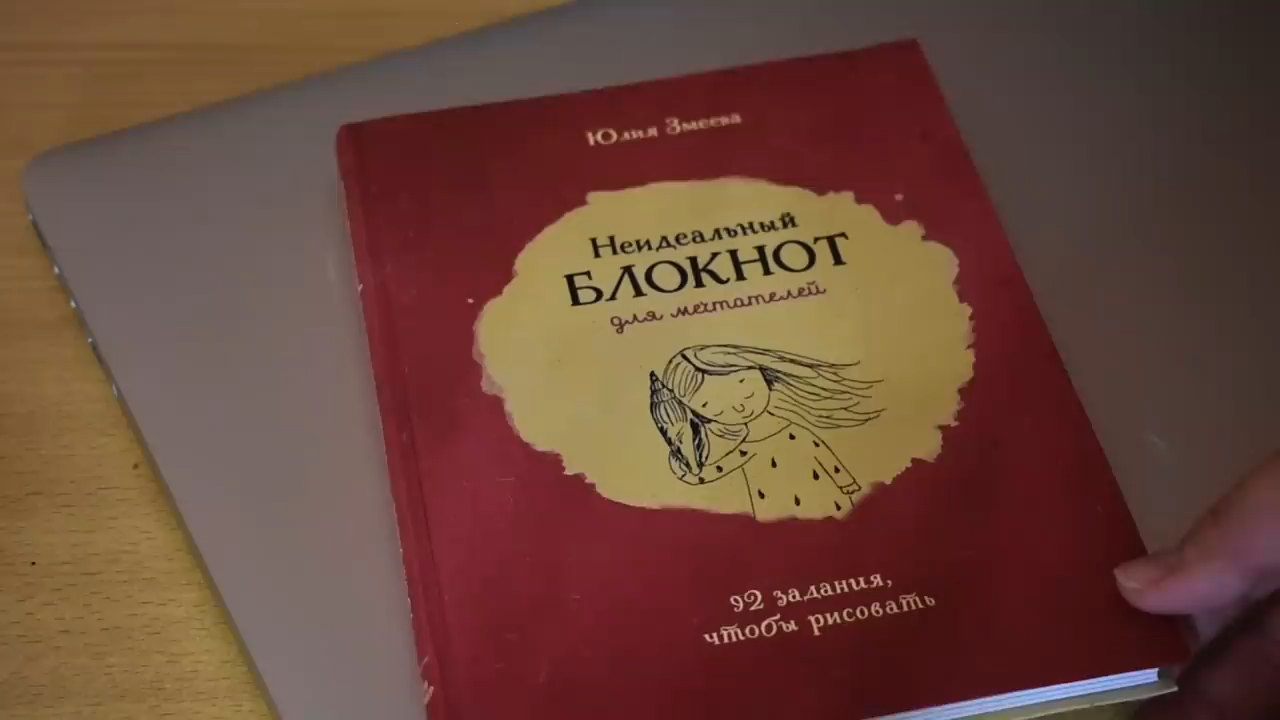 Юлия Змеева
Неидеальный
БЛОКНОТ
для мечтателей
92 задания,
чтобы рисовать